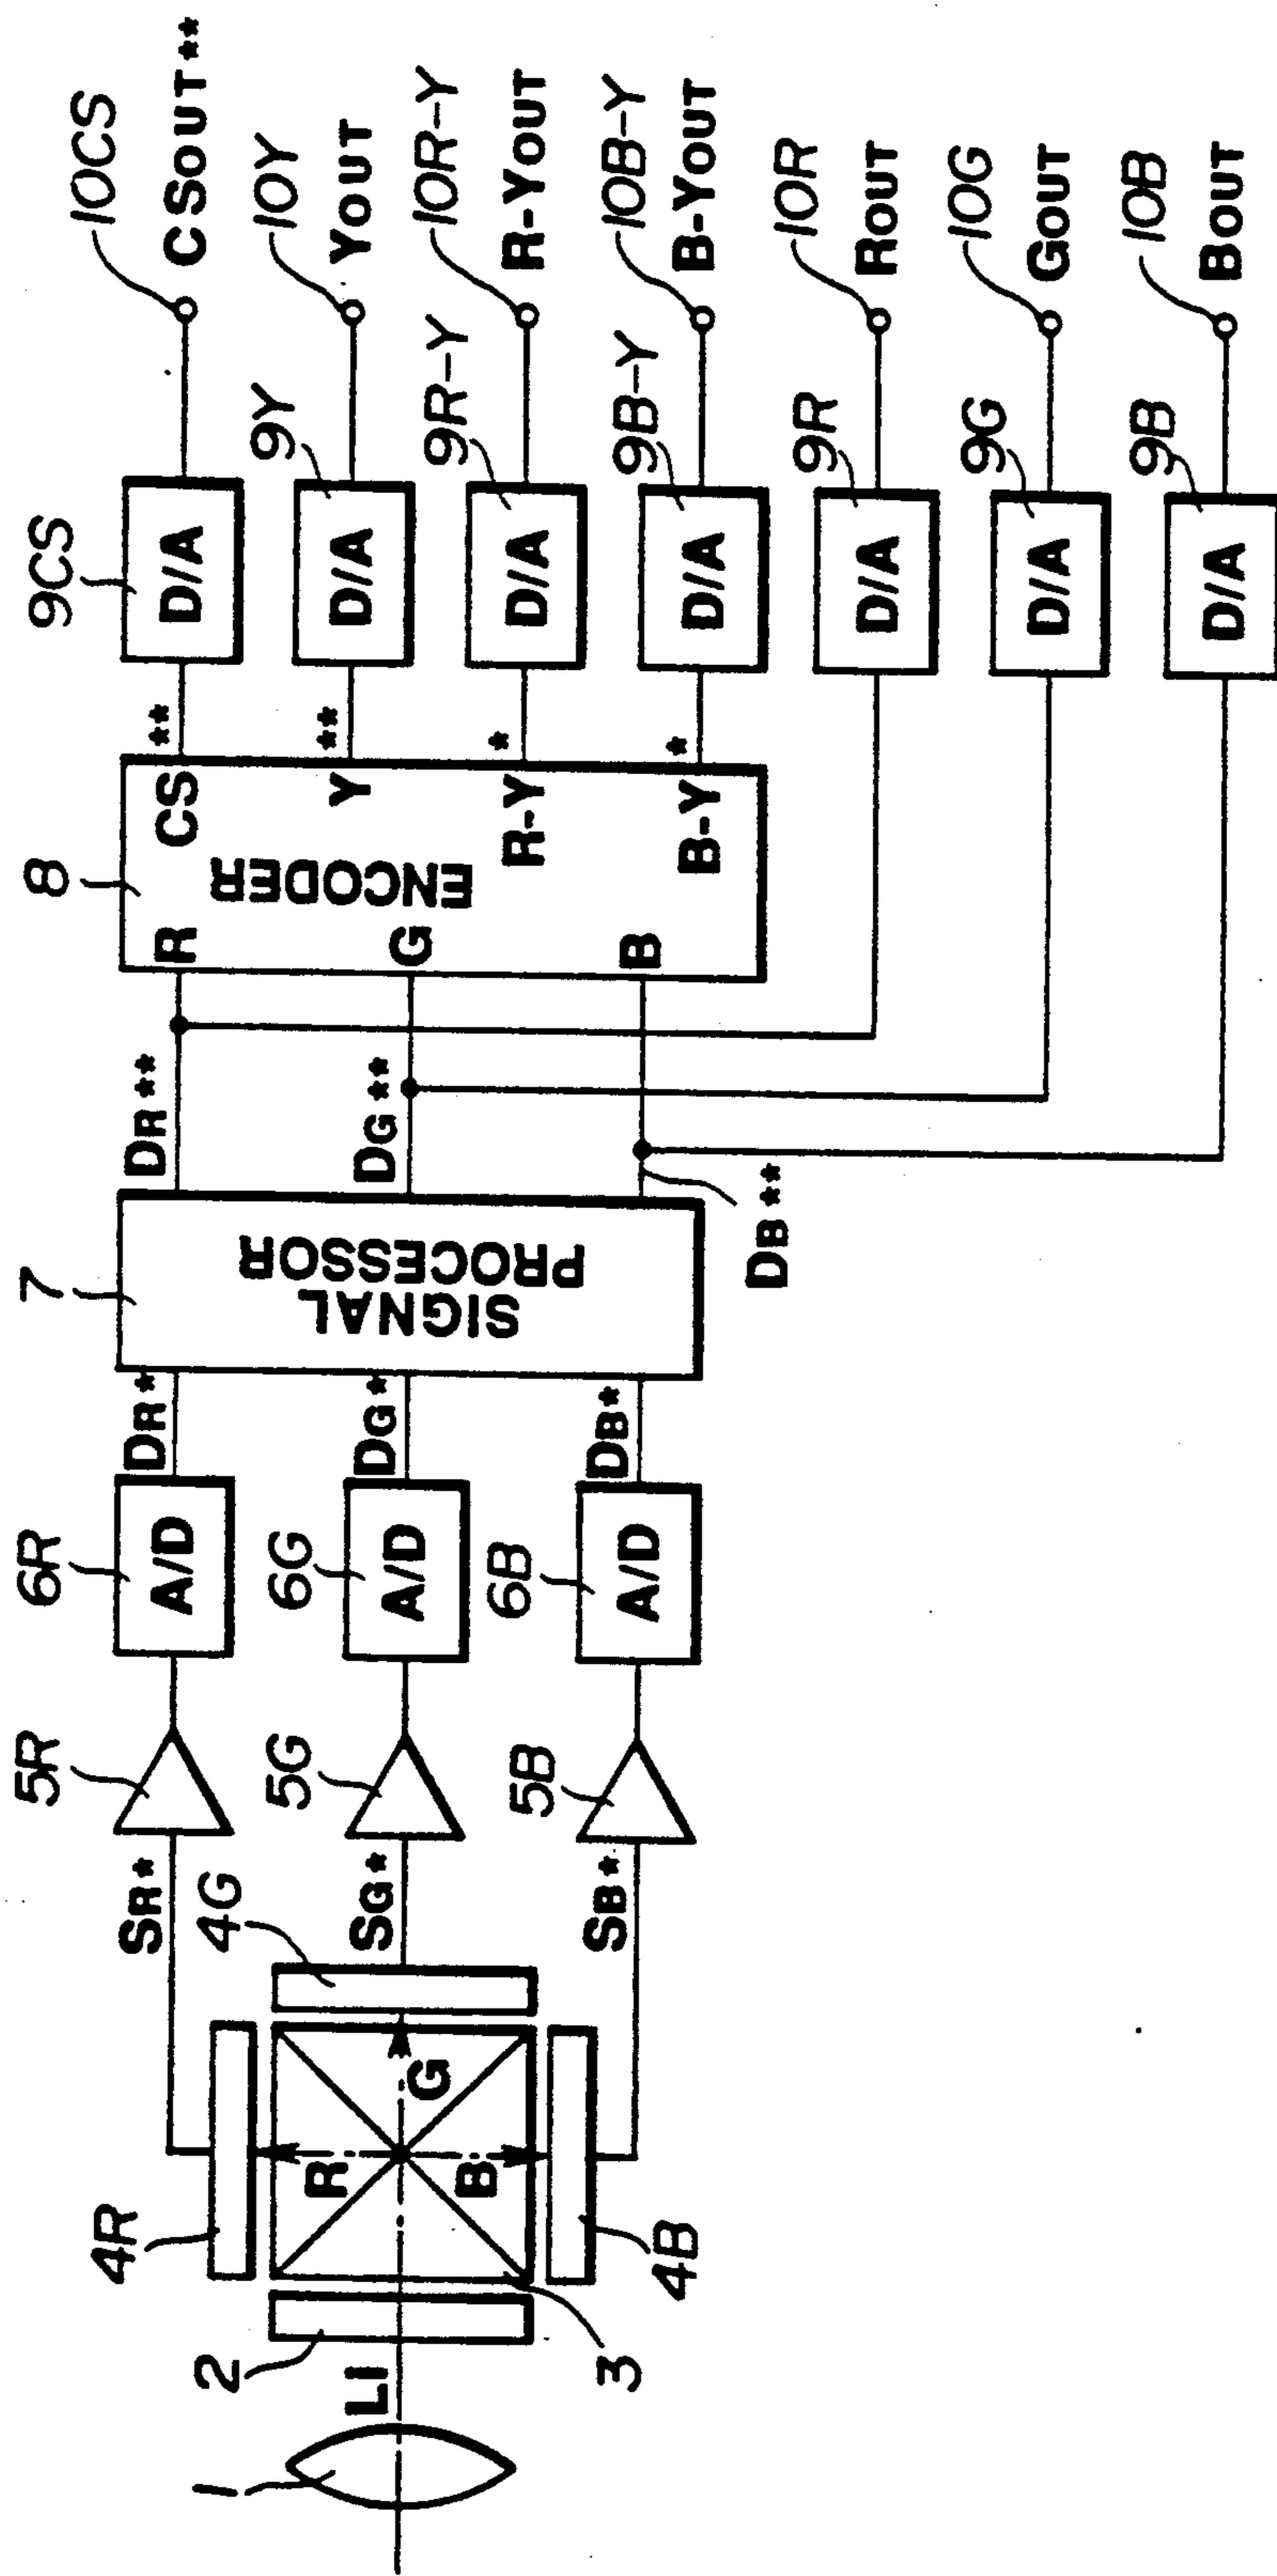 1
Li
2
3
4R
R
G
B
4G
4B
SR*
SG*
SB*
5R
5G
5B
6R
A/D
6G
A/D
6B
A/D
DR*
DG*
DB*
7
SIGNAL
PROCESSOR
DR**
DG**
DB**
8
ENCODER
R
G
B
CS
Y
R-Y
B-Y
**
**
*
*
9CS
D/A
9Y
D/A
9R-Y
D/A
9B-Y
D/A
9R
D/A
9G
D/A
9B
D/A
10CS
CSOUT**
10Y
YOUT
10R-Y
R-YOUT
10B-Y
B-YOUT
10R
ROUT
10G
GOUT
10B
BOUT